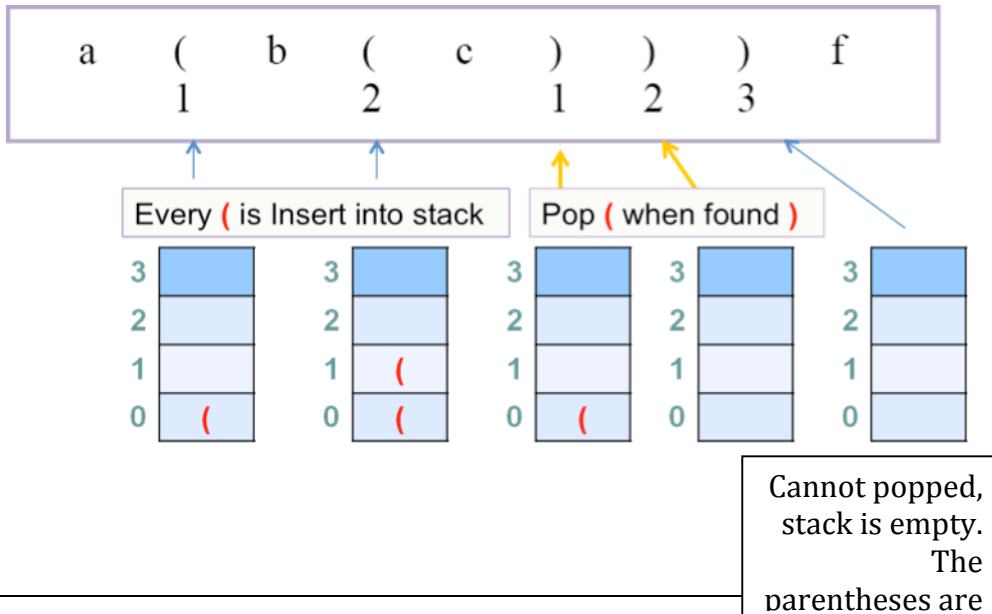 a ( b ( c ) ) ) f
1 2 1 2 3
Every ( is Insert into stack
Pop ( when found )
3 3 3 3 3
2 2 2 2 2
1 1 ( 1 1 1
0 ( 0 ( 0 ( 0 0
Cannot popped,
stack is empty.
The
parentheses are